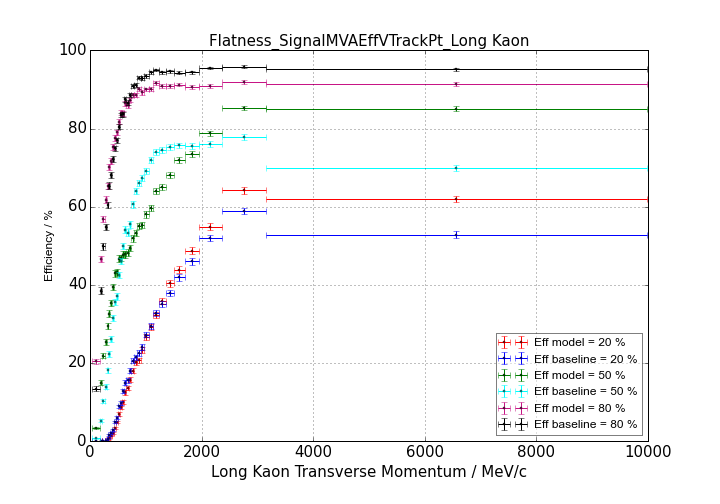 Flatness_SignalMVAEffVTrackPt_Long Kaon
Efficiency / %
100
80
60
40
20
0
0 2000 4000 6000 8000 10000
Long Kaon Transverse Momentum / MeV/c
Eff model = 20 %
Eff baseline = 20 %
Eff model = 50 %
Eff baseline = 50 %
Eff model = 80 %
Eff baseline = 80 %